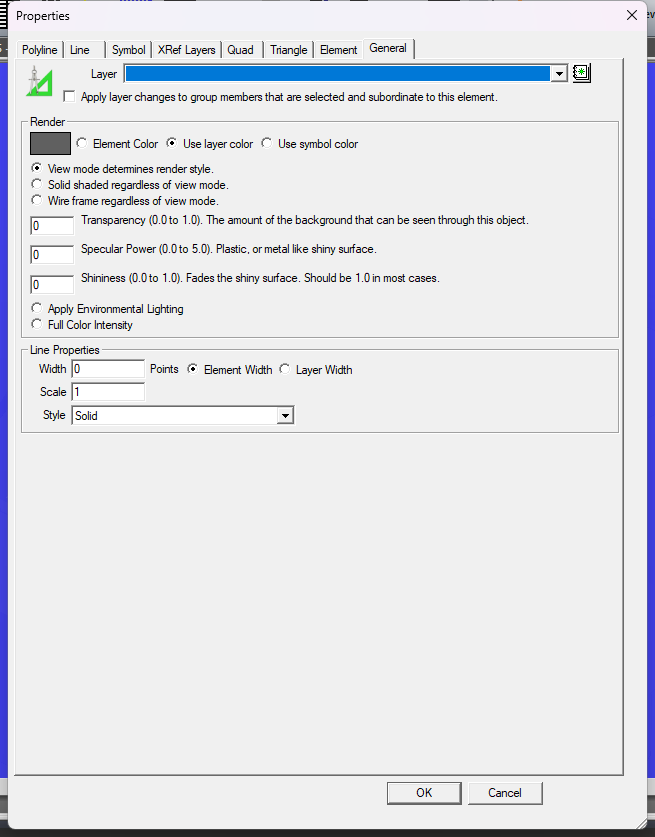 Properties
Polyline Line Symbol XRef Layers Quad Triangle Element General
Layer
Apply layer changes to group members that are selected and subordinate to this element.
Render
Element Color Use layer color Use symbol color
View mode determines render style.
Solid shaded regardless of view mode.
Wire frame regardless of view mode.
0 Transparency (0.0 to 1.0). The amount of the background that can be seen through this object.
0 Specular Power (0.0 to 5.0). Plastic, or metal like shiny surface.
0 Shininess (0.0 to 1.0). Fades the shiny surface. Should be 1.0 in most cases.
Apply Environmental Lighting
Full Color Intensity
Line Properties
Width 0 Points Element Width Layer Width
Scale 1
Style Solid
OK Cancel